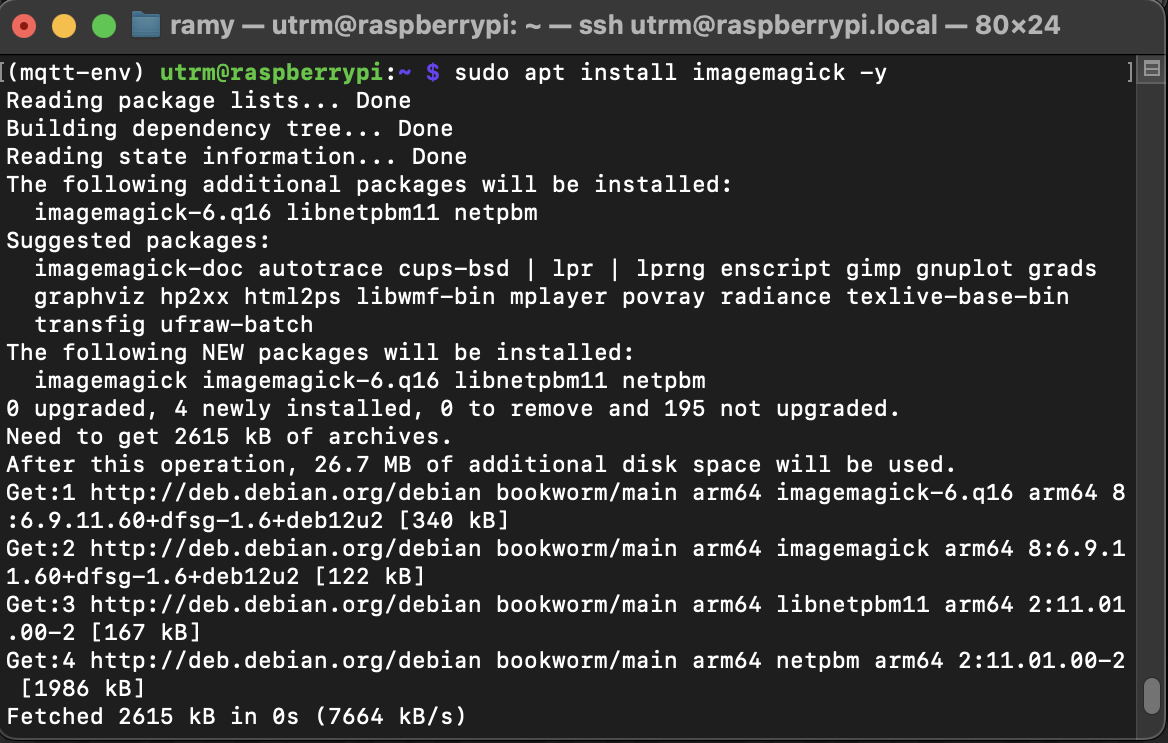 ramy — utrm@raspberrypi: ~ — ssh utrm@raspberrypi.local — 80×24
[(mqtt-env) utrm@raspberrypi:~ $ sudo apt install imagemagick -y ]
Reading package lists... Done
Building dependency tree... Done
Reading state information... Done
The following additional packages will be installed:
  imagemagick-6.q16 libnetpbm11 netpbm
Suggested packages:
  imagemagick-doc autotrace cups-bsd | lpr | lprng enscript gimp gnuplot grads
  graphviz hp2xx html2ps libwmf-bin mplayer povray radiance texlive-base-bin
  transfig ufraw-batch
The following NEW packages will be installed:
  imagemagick imagemagick-6.q16 libnetpbm11 netpbm
0 upgraded, 4 newly installed, 0 to remove and 195 not upgraded.
Need to get 2615 kB of archives.
After this operation, 26.7 MB of additional disk space will be used.
Get:1 http://deb.debian.org/debian bookworm/main arm64 imagemagick-6.q16 arm64 8
:6.9.11.60+dfsg-1.6+deb12u2 [340 kB]
Get:2 http://deb.debian.org/debian bookworm/main arm64 imagemagick arm64 8:6.9.1
1.60+dfsg-1.6+deb12u2 [122 kB]
Get:3 http://deb.debian.org/debian bookworm/main arm64 libnetpbm11 arm64 2:11.01
.00-2 [167 kB]
Get:4 http://deb.debian.org/debian bookworm/main arm64 netpbm arm64 2:11.01.00-2
 [1986 kB]
Fetched 2615 kB in 0s (7664 kB/s)